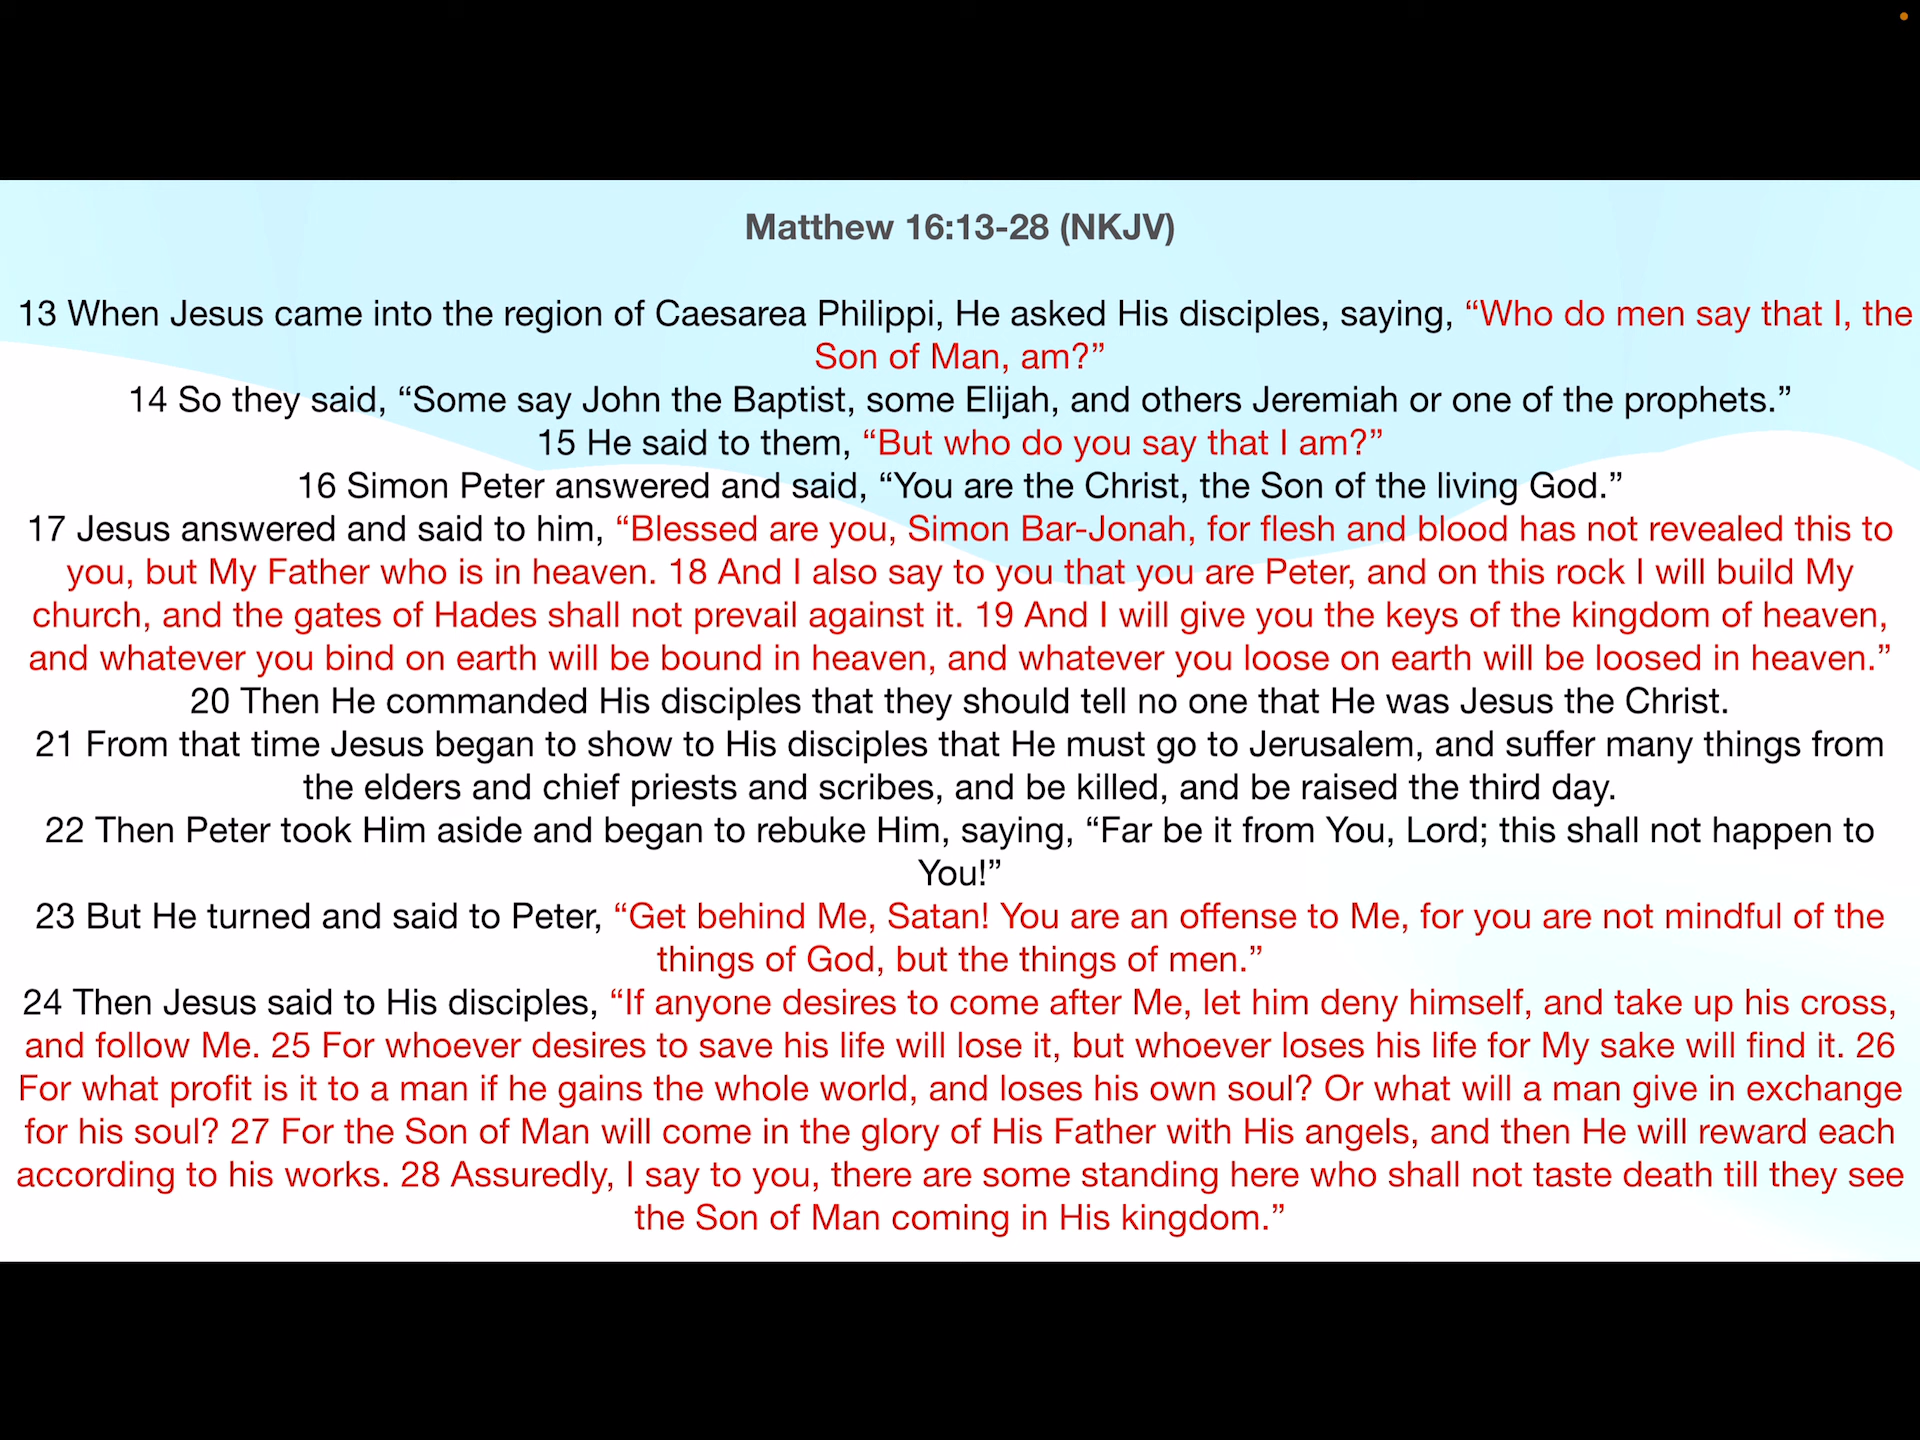 Matthew 16:13-28 (NKJV)
13 When Jesus came into the region of Caesarea Philippi, He asked His disciples, saying, “Who do men say that I, the
Son of Man, am?”
14 So they said, “Some say John the Baptist, some Elijah, and others Jeremiah or one of the prophets.”
15 He said to them, “But who do you say that I am?”
16 Simon Peter answered and said, “You are the Christ, the Son of the living God.”
17 Jesus answered and said to him, “Blessed are you, Simon Bar-Jonah, for flesh and blood has not revealed this to
you, but My Father who is in heaven. 18 And I also say to you that you are Peter, and on this rock I will build My
church, and the gates of Hades shall not prevail against it. 19 And I will give you the keys of the kingdom of heaven,
and whatever you bind on earth will be bound in heaven, and whatever you loose on earth will be loosed in heaven.”
20 Then He commanded His disciples that they should tell no one that He was Jesus the Christ.
21 From that time Jesus began to show to His disciples that He must go to Jerusalem, and suffer many things from
the elders and chief priests and scribes, and be killed, and be raised the third day.
22 Then Peter took Him aside and began to rebuke Him, saying, “Far be it from You, Lord; this shall not happen to
You!”
23 But He turned and said to Peter, “Get behind Me, Satan! You are an offense to Me, for you are not mindful of the
things of God, but the things of men.”
24 Then Jesus said to His disciples, “If anyone desires to come after Me, let him deny himself, and take up his cross,
and follow Me. 25 For whoever desires to save his life will lose it, but whoever loses his life for My sake will find it. 26
For what profit is it to a man if he gains the whole world, and loses his own soul? Or what will a man give in exchange
for his soul? 27 For the Son of Man will come in the glory of His Father with His angels, and then He will reward each
according to his works. 28 Assuredly, I say to you, there are some standing here who shall not taste death till they see
the Son of Man coming in His kingdom.”